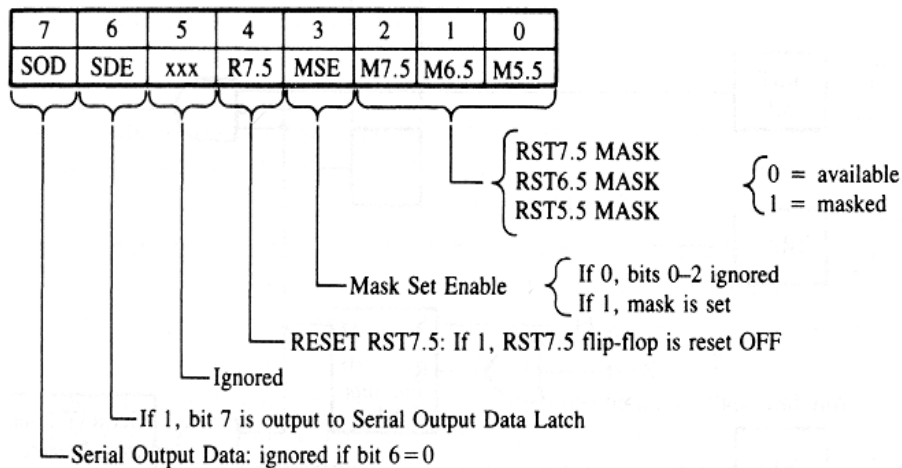 7 6 5 4 3 2 1 0
SOD SDE xxx R7.5 MSE M7.5 M6.5 M5.5
RST7.5 MASK
RST6.5 MASK
RST5.5 MASK
0 = available
1 = masked
Mask Set Enable
If 0, bits 0–2 ignored
If 1, mask is set
RESET RST7.5: If 1, RST7.5 flip-flop is reset OFF
Ignored
If 1, bit 7 is output to Serial Output Data Latch
Serial Output Data: ignored if bit 6=0